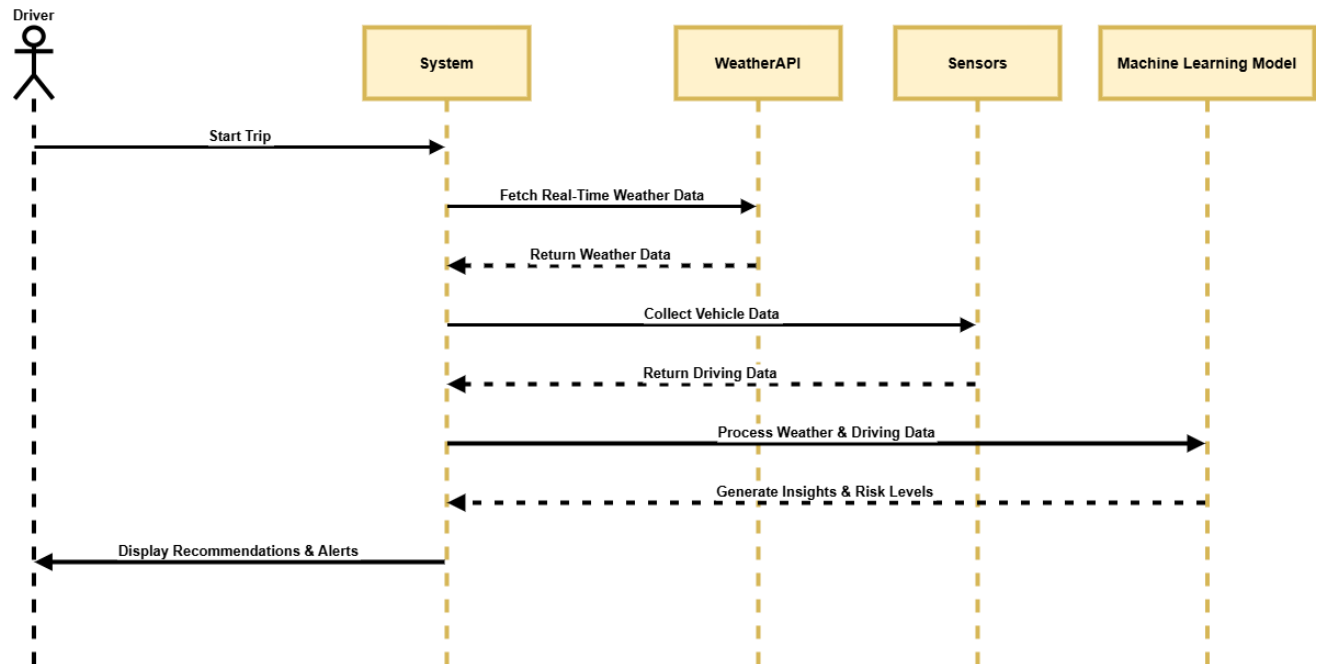 Driver
System
WeatherAPI
Sensors
Machine Learning Model
Start Trip
Fetch Real-Time Weather Data
Return Weather Data
Collect Vehicle Data
Return Driving Data
Process Weather & Driving Data
Generate Insights & Risk Levels
Display Recommendations & Alerts